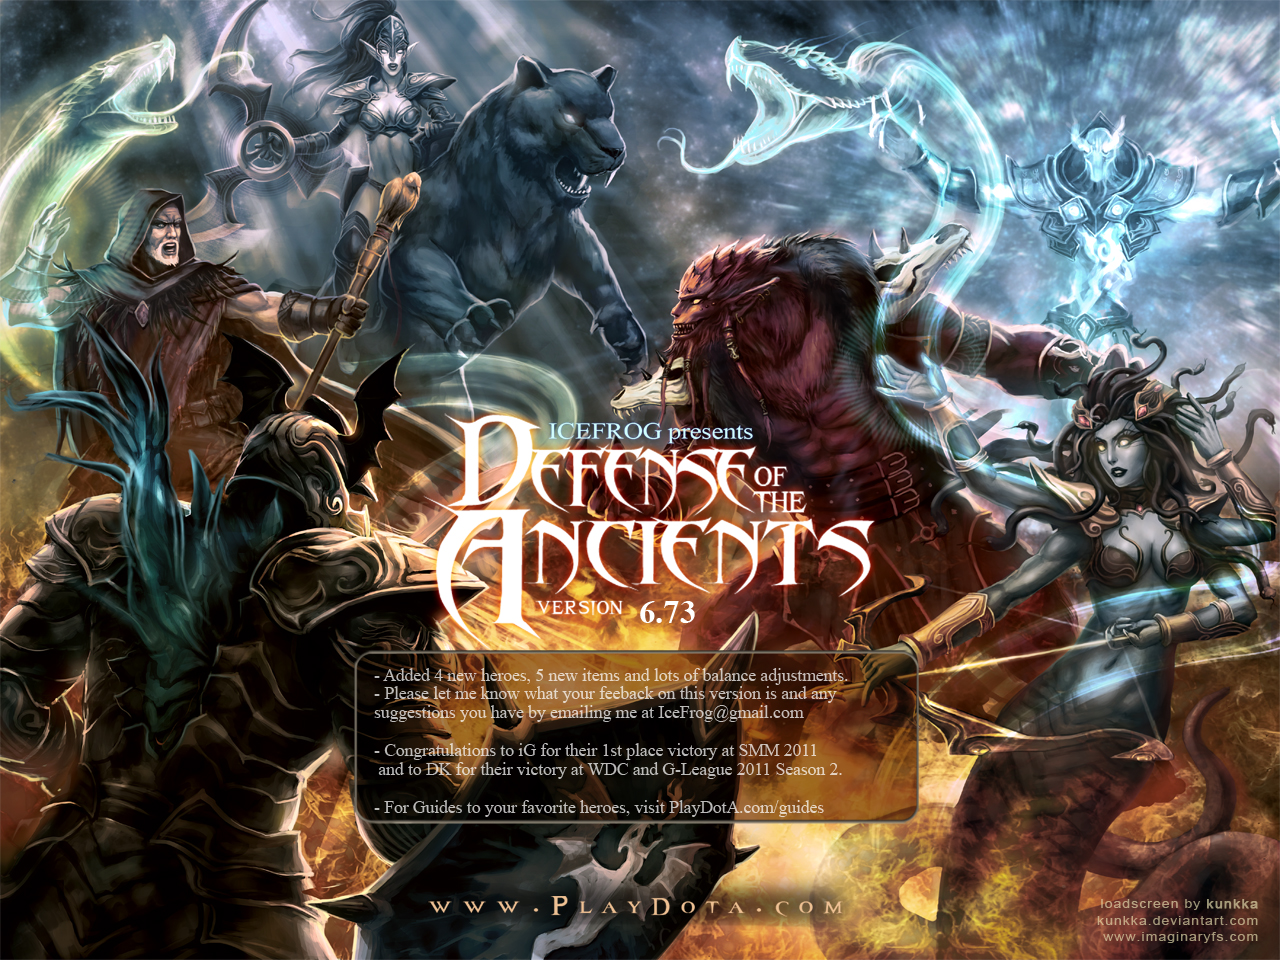 ICEFROG presents
DEFENSE OF THE
ANCIENTS
VERSION 6.73
- Added 4 new heroes, 5 new items and lots of balance adjustments.
- Please let me know what your feeback on this version is and any
suggestions you have by emailing me at IceFrog@gmail.com
- Congratulations to iG for their 1st place victory at SMM 2011
and to DK for their victory at WDC and G-League 2011 Season 2.
- For Guides to your favorite heroes, visit PlayDotA.com/guides
www.PlayDota.com
loadscreen by kunkka
kunkka.deviantart.com
www.imaginaryfs.com